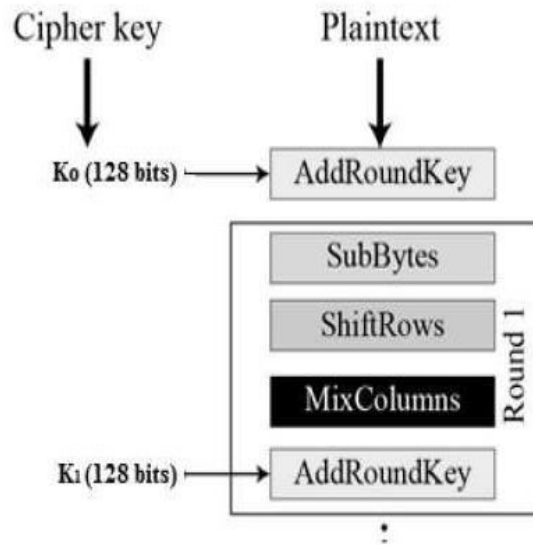 Cipher key Plaintext
K0 (128 bits) AddRoundKey
SubBytes
ShiftRows
MixColumns
Round 1
K1 (128 bits) AddRoundKey